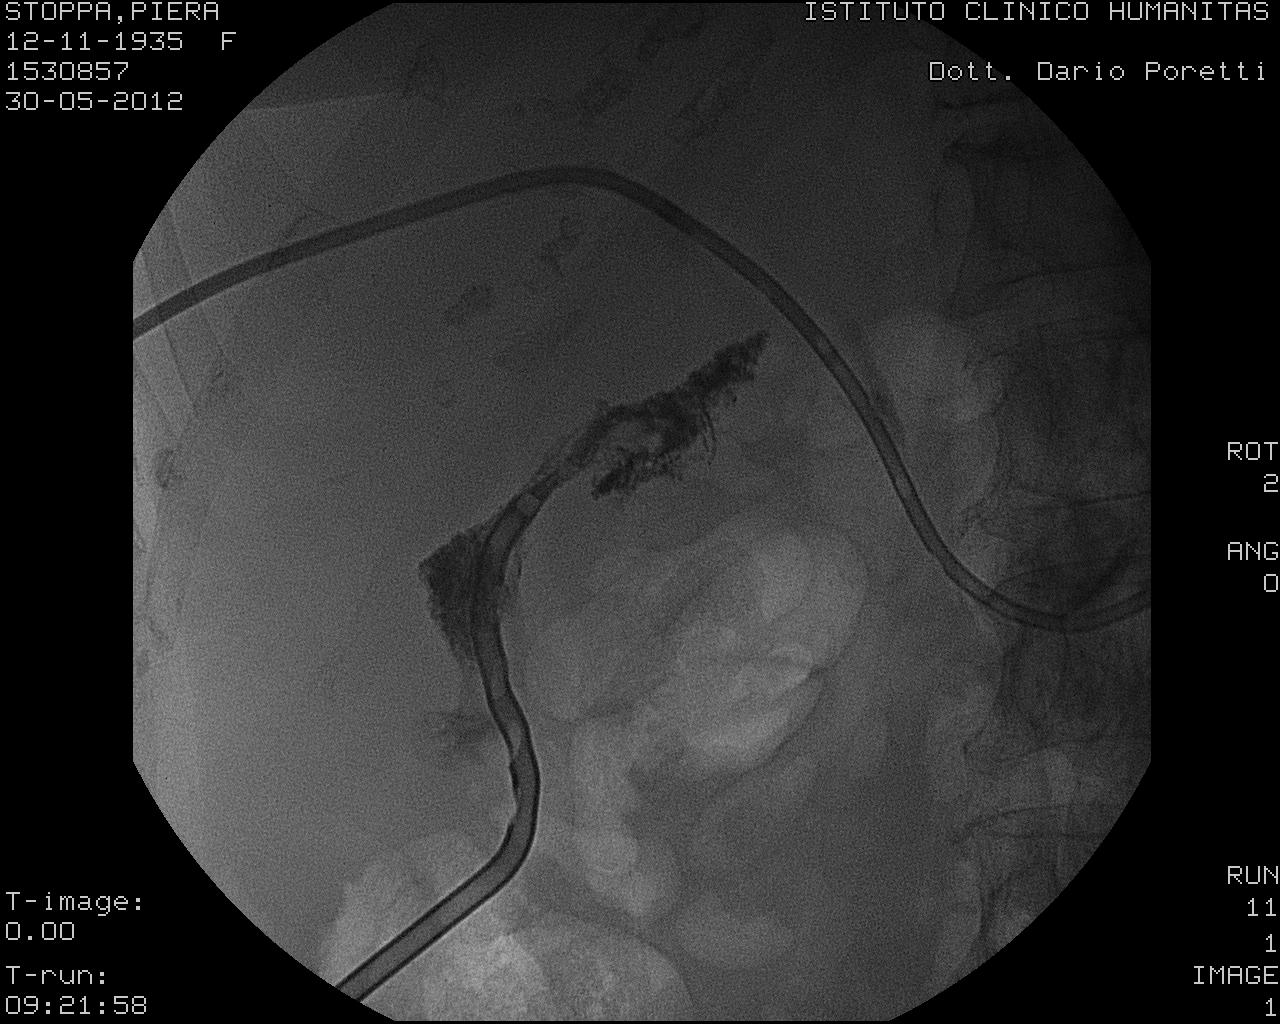 STOPPA,PIERA
12-11-1935 F
1530857
30-05-2012
ISTITUTO CLINICO HUMANITAS
Dott. Dario Poretti
ROT
2
ANG
0
T-image:
0.00
T-run:
09:21:58
RUN
11
1
IMAGE
1